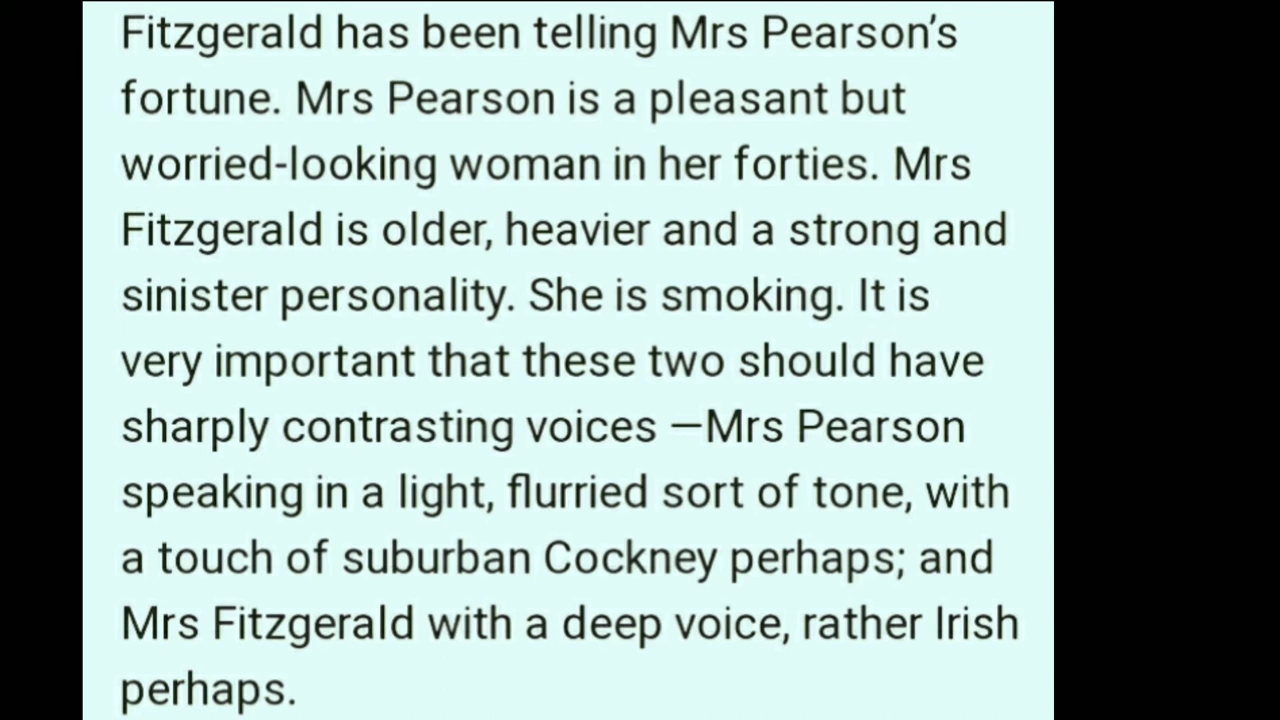 Fitzgerald has been telling Mrs Pearson’s
fortune. Mrs Pearson is a pleasant but
worried-looking woman in her forties. Mrs
Fitzgerald is older, heavier and a strong and
sinister personality. She is smoking. It is
very important that these two should have
sharply contrasting voices —Mrs Pearson
speaking in a light, flurried sort of tone, with
a touch of suburban Cockney perhaps; and
Mrs Fitzgerald with a deep voice, rather Irish
perhaps.